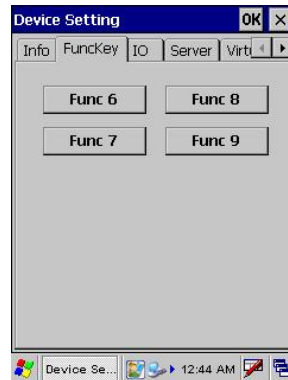 Device Setting OK ×
Info FuncKey IO Server Virt
Func 6 Func 8
Func 7 Func 9
Device Se... 12:44 AM